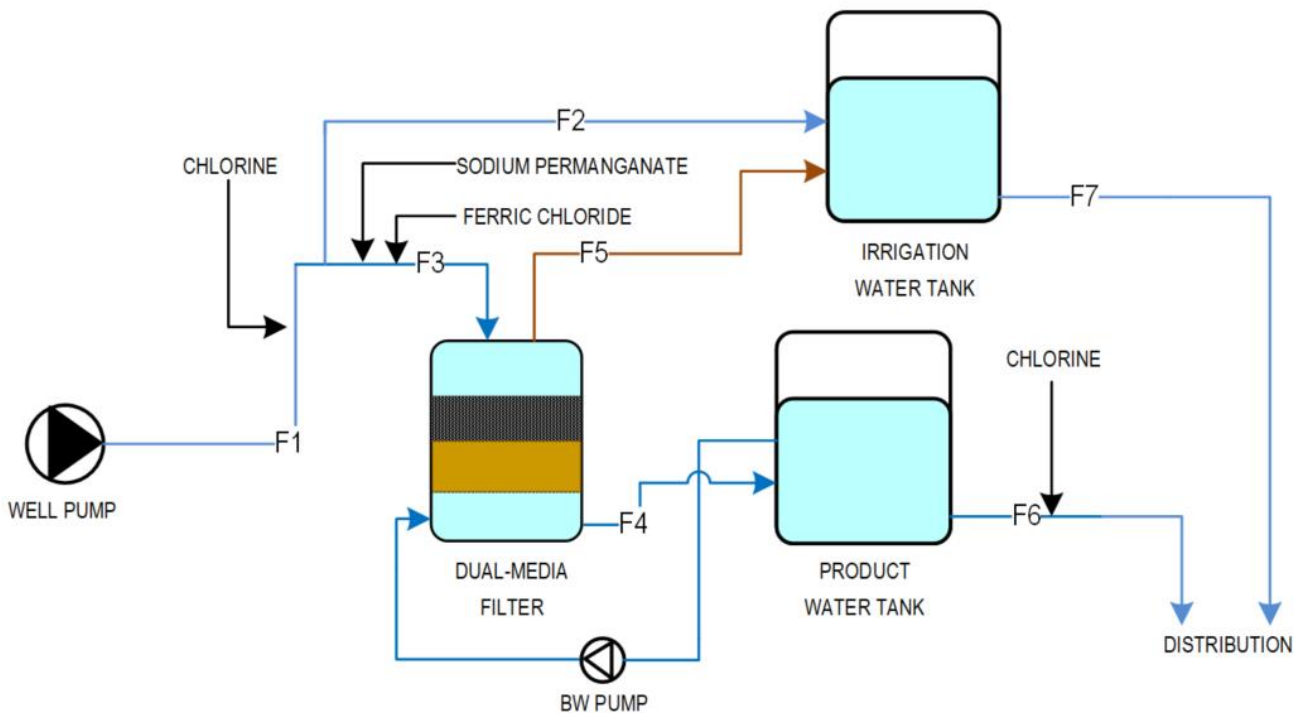 F2
CHLORINE
SODIUM PERMANGANATE
FERRIC CHLORIDE
F7
F3
F5
IRRIGATION
WATER TANK
CHLORINE
F1
WELL PUMP
F4
F6
DUAL-MEDIA
FILTER
PRODUCT
WATER TANK
DISTRIBUTION
BW PUMP